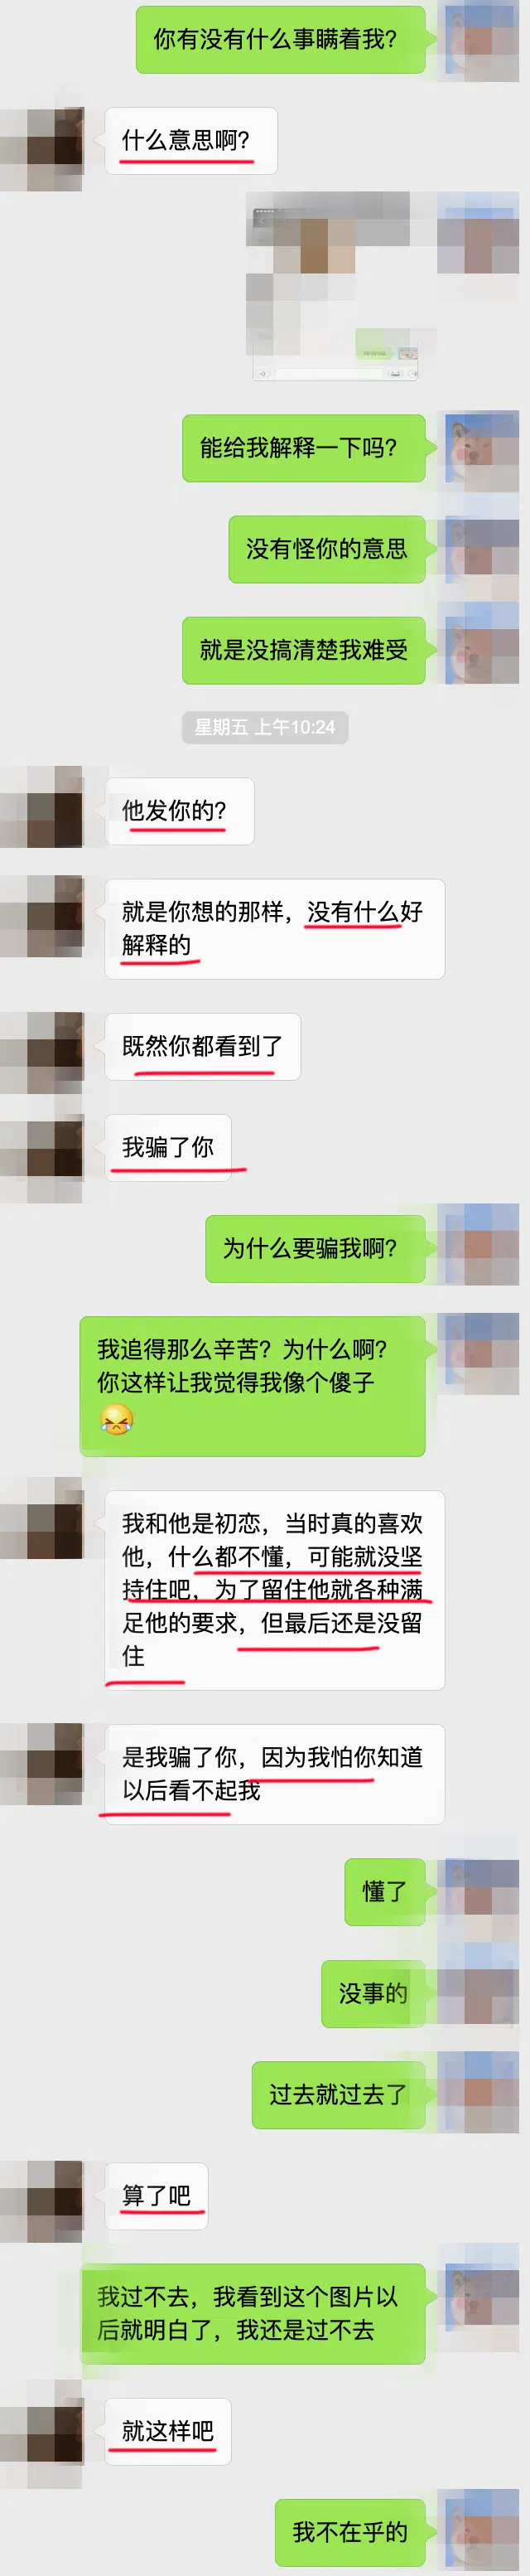 你有没有什么事瞒着我?
什么意思啊?
能给我解释一下吗?
没有怪你的意思
就是没搞清楚我难受
星期五 上午10:24
他发你的?
就是你想的那样，没有什么好
解释的
既然你都看到了
我骗了你
为什么要骗我啊?
我追得那么辛苦？为什么啊?
你这样让我觉得我像个傻子
😹
我和他是初恋，当时真的喜欢
他，什么都不懂，可能就没坚
持住吧，为了留住他就各种满
足他的要求，但最后还是没留
住
是我骗了你，因为我怕你知道
以后看不起我
懂了
没事的
过去就过去了
算了吧
我过不去，我看到这个图片以
后就明白了，我还是过不去
就这样吧
我不在乎的